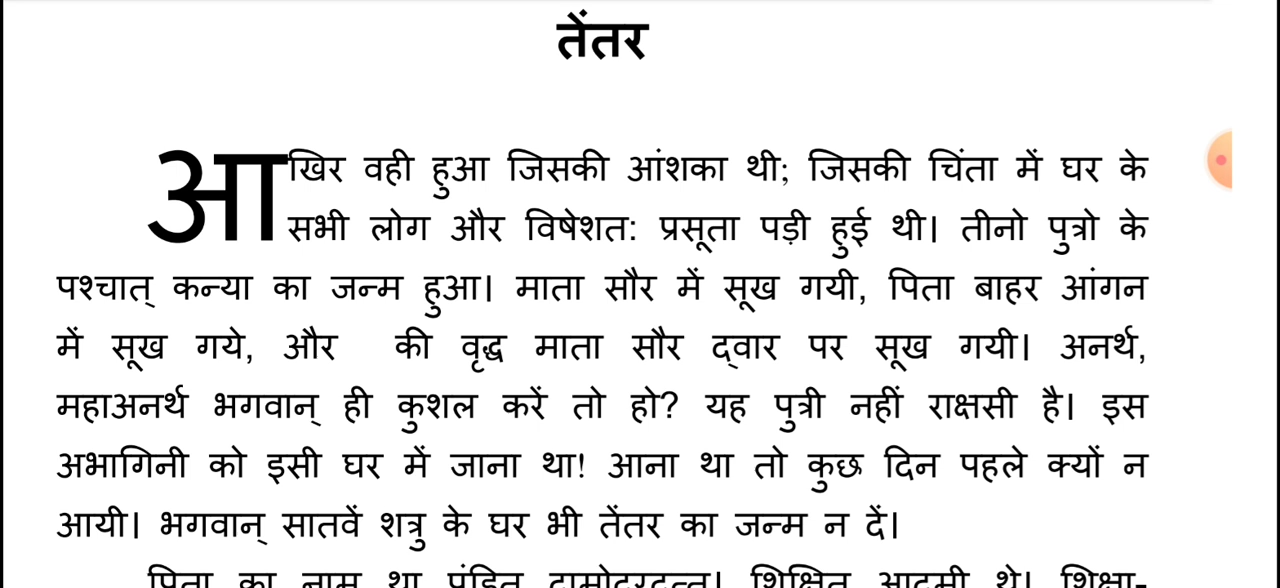 तेंतर
आखिर वही हुआ जिसकी आंशका थी; जिसकी चिंता में घर के
सभी लोग और विषेशत: प्रसूता पड़ी हुई थी। तीनो पुत्रो के
पश्चात् कन्या का जन्म हुआ। माता सौर में सूख गयी, पिता बाहर आंगन
में सूख गये, और की वृद्ध माता सौर द्वार पर सूख गयी। अनर्थ,
महाअनर्थ भगवान् ही कुशल करें तो हो? यह पुत्री नहीं राक्षसी है। इस
अभागिनी को इसी घर में जाना था! आना था तो कुछ दिन पहले क्यों न
आयी। भगवान् सातवें शत्रु के घर भी तेंतर का जन्म न दें।
पिता का नाम था पंडित दामोदरदत्त। शिक्षित आदमी थे। शिक्षा-